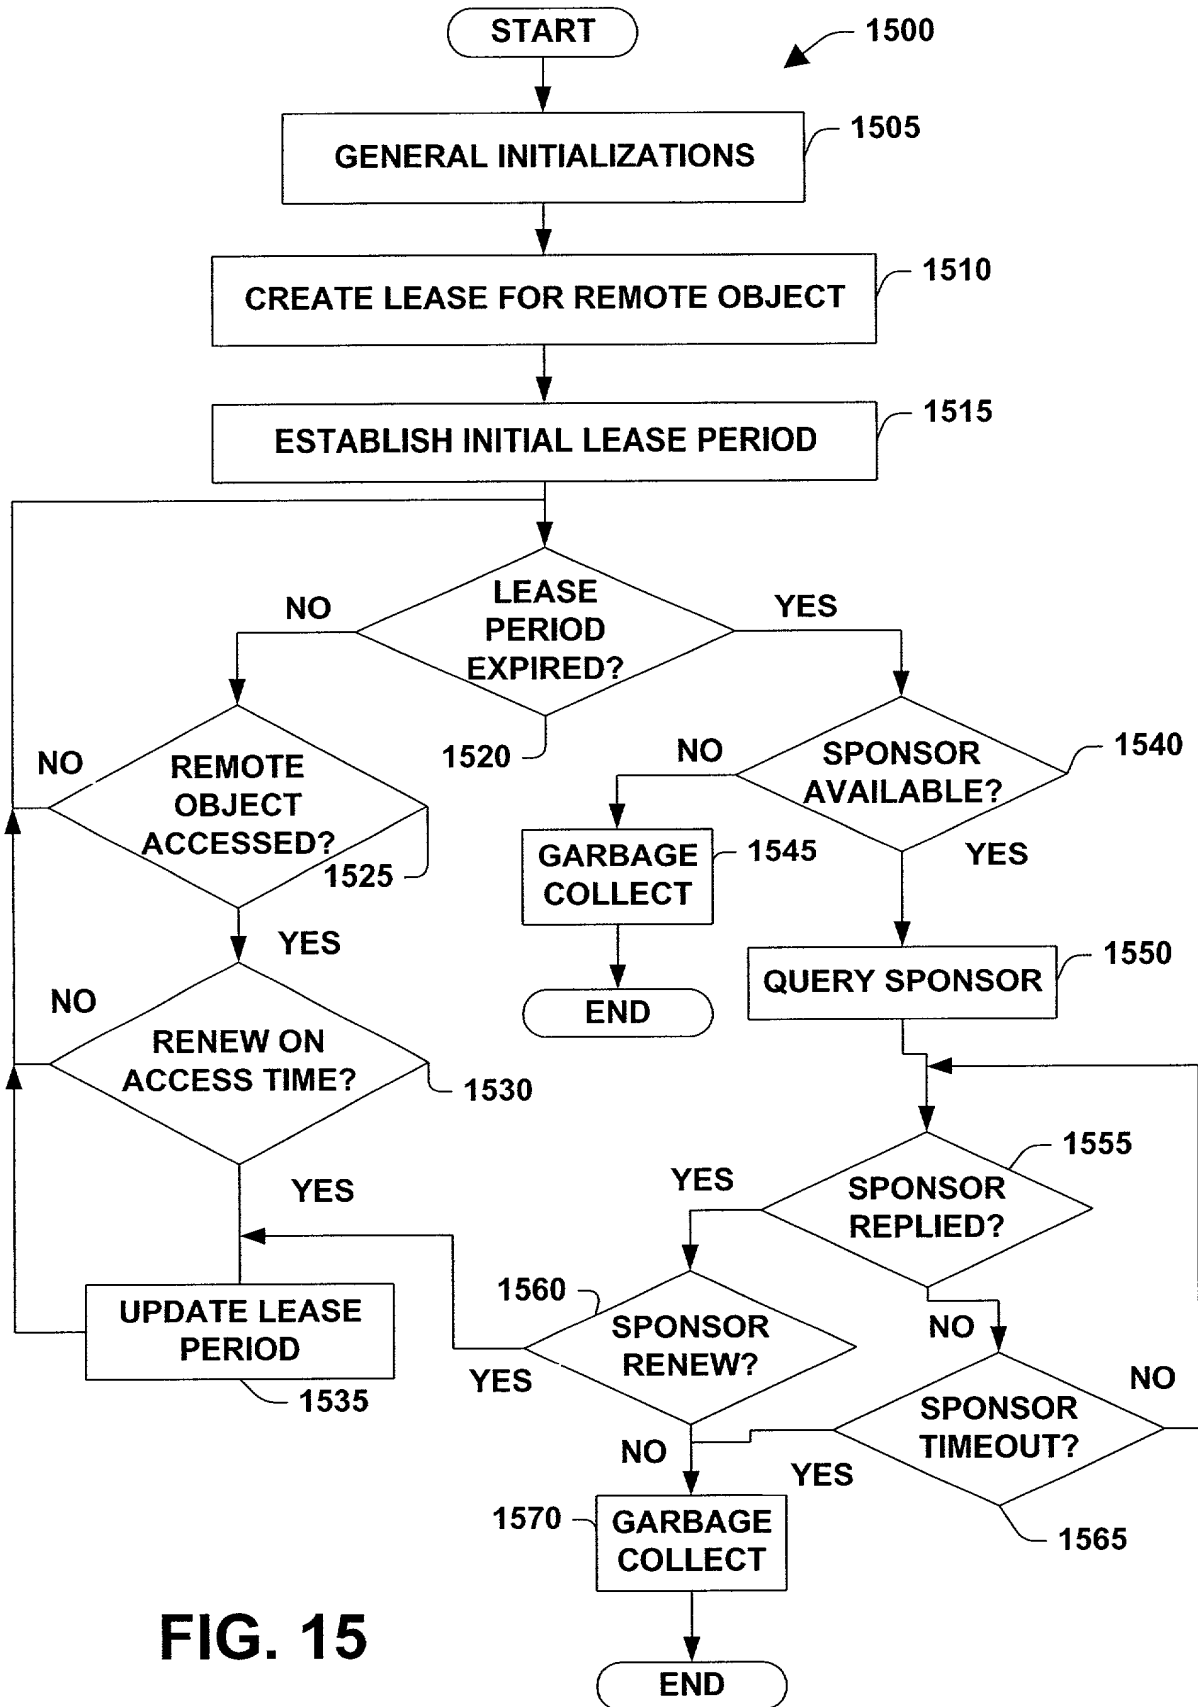 START
1500
GENERAL INITIALIZATIONS
1505
CREATE LEASE FOR REMOTE OBJECT
1510
ESTABLISH INITIAL LEASE PERIOD
1515
NO
LEASE
PERIOD
EXPIRED?
YES
1520
NO
REMOTE
OBJECT
ACCESSED?
1525
YES
NO
SPONSOR
AVAILABLE?
1540
YES
GARBAGE
COLLECT
1545
END
QUERY SPONSOR
1550
NO
RENEW ON
ACCESS TIME?
1530
YES
UPDATE LEASE
PERIOD
1535
YES
SPONSOR
REPLIED?
1555
NO
1560
SPONSOR
RENEW?
YES
NO
SPONSOR
TIMEOUT?
NO
YES
1565
1570
GARBAGE
COLLECT
END
FIG. 15